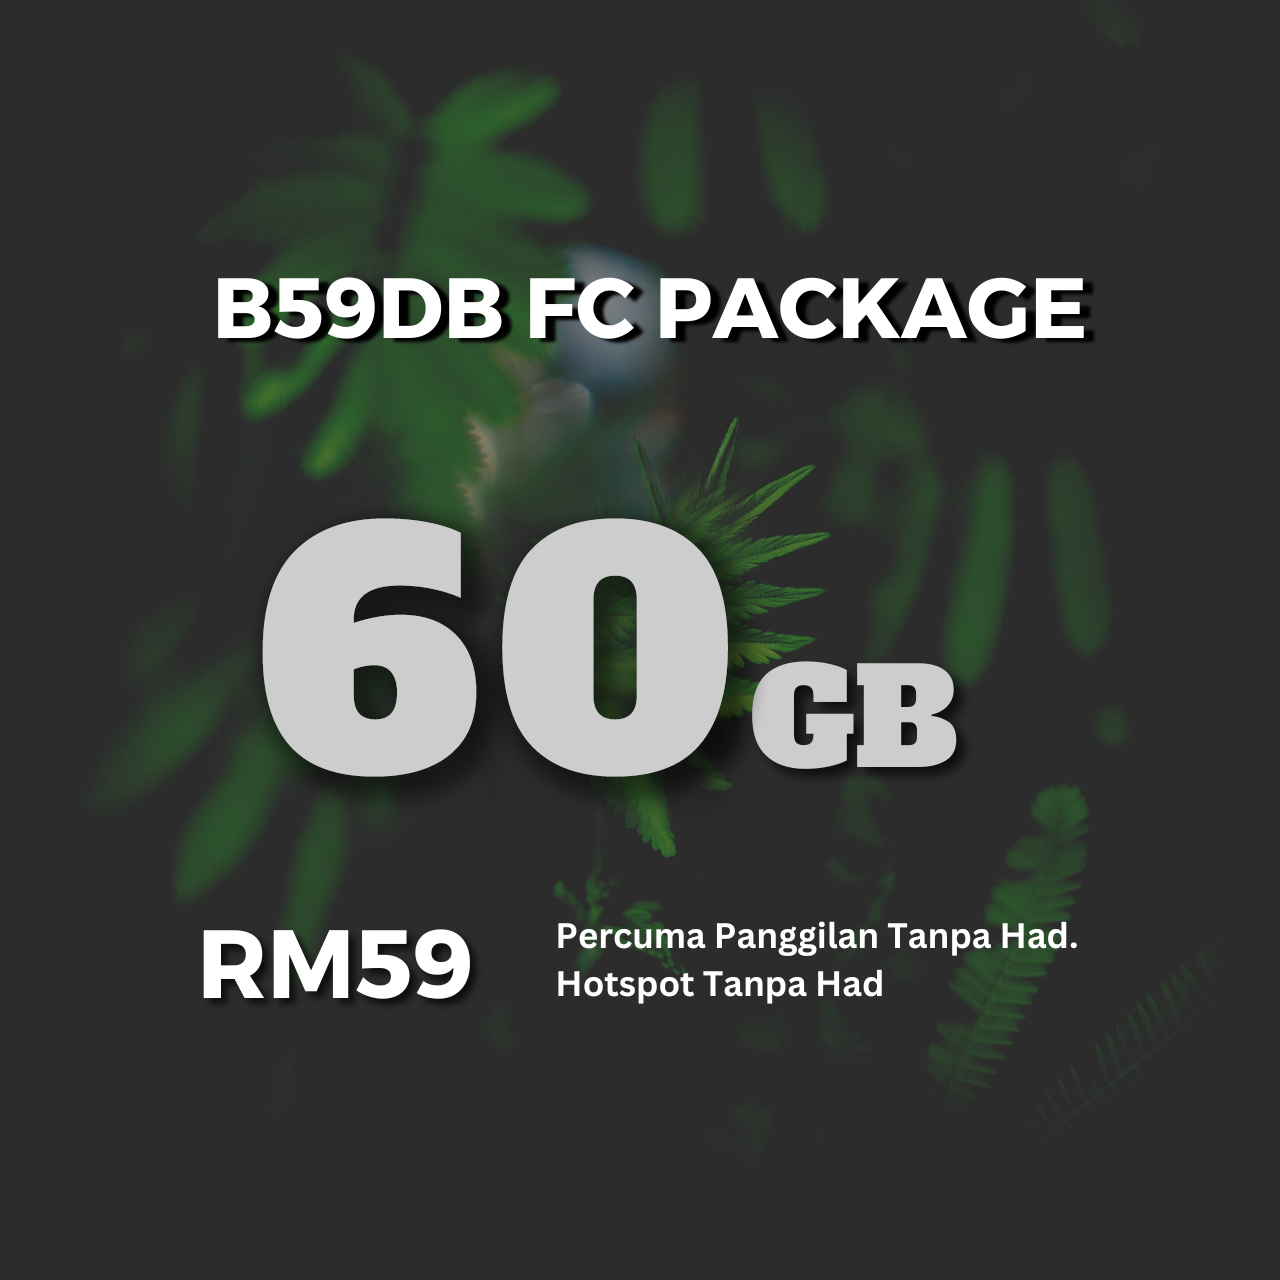 B59DB FC PACKAGE
60GB
RM59
Percuma Panggilan Tanpa Had.
Hotspot Tanpa Had